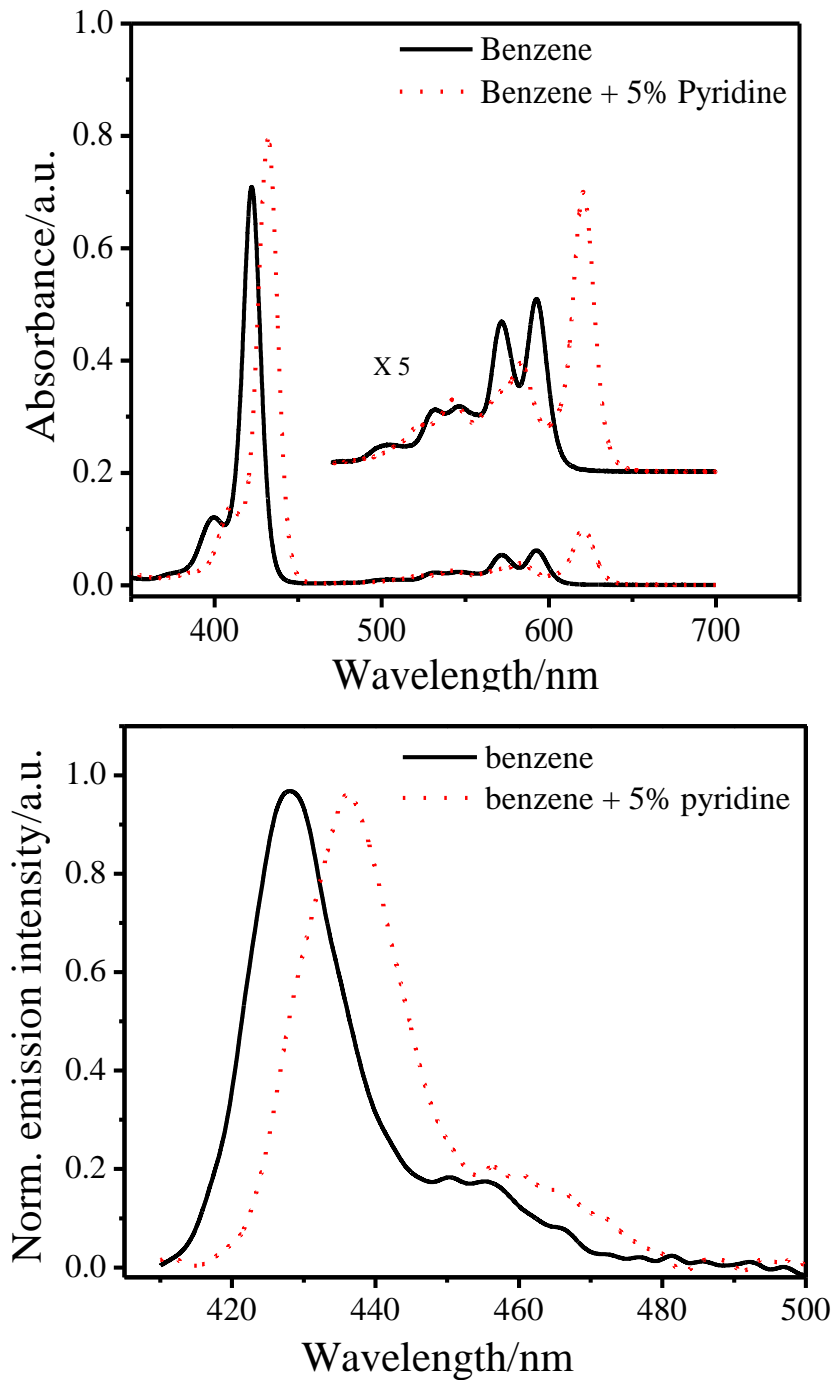 1.0
Benzene
Benzene + 5% Pyridine
0.8
0.6
X 5
0.4
0.2
0.0
Absorbance/a.u.
400 500 600 700
Wavelength/nm
1.0
benzene
benzene + 5% pyridine
0.8
0.6
0.4
0.2
0.0
Norm. emission intensity/a.u.
420 440 460 480 500
Wavelength/nm